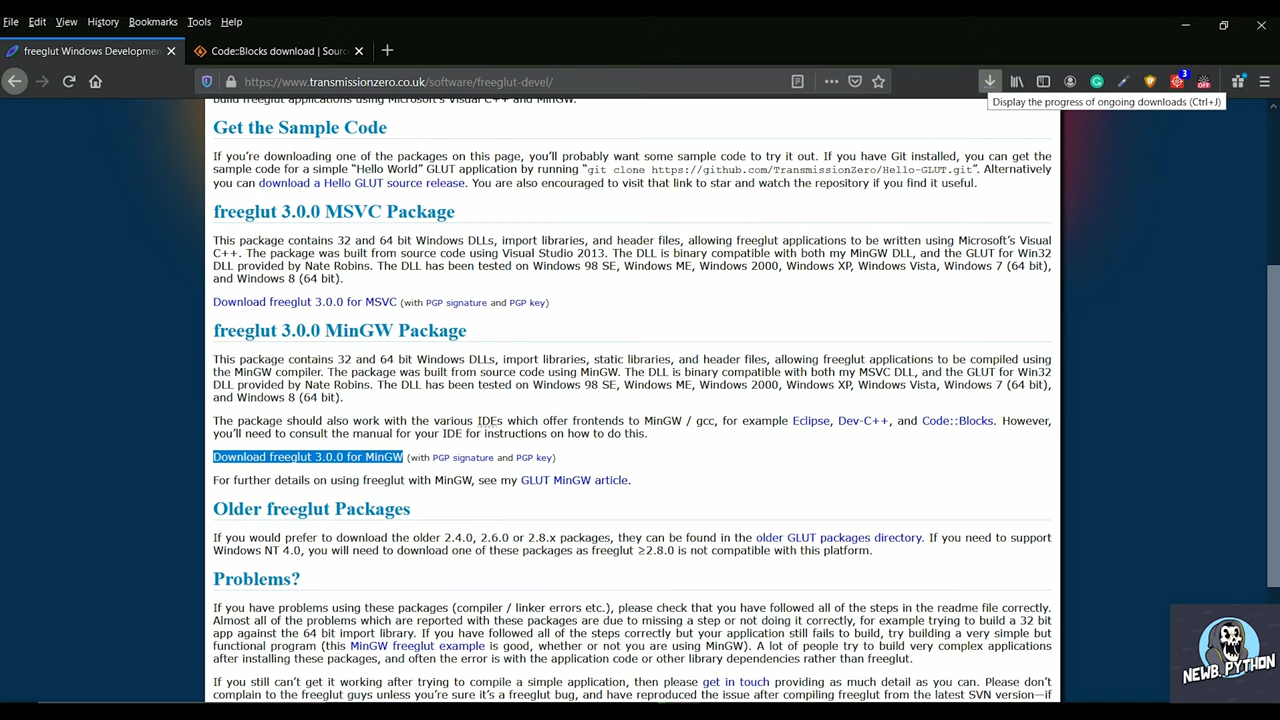 File Edit View History Bookmarks Tools Help
freeglut Windows Developmen
Code::Blocks download | Sourc
https://www.transmissionzero.co.uk/software/freeglut-devel/
3
OFF
Display the progress of ongoing downloads (Ctrl+J)
build freeglut applications using Microsoft's Visual C++ and MinGW.
Get the Sample Code
If you're downloading one of the packages on this page, you'll probably want some sample code to try it out. If you have Git installed, you can get the
sample code for a simple “Hello World” GLUT application by running “git clone https://github.com/TransmissionZero/Hello-GLUT.git”. Alternatively
you can download a Hello GLUT source release. You are also encouraged to visit that link to star and watch the repository if you find it useful.
freeglut 3.0.0 MSVC Package
This package contains 32 and 64 bit Windows DLLs, import libraries, and header files, allowing freeglut applications to be written using Microsoft's Visual
C++. The package was built from source code using Visual Studio 2013. The DLL is binary compatible with both my MinGW DLL, and the GLUT for Win32
DLL provided by Nate Robins. The DLL has been tested on Windows 98 SE, Windows ME, Windows 2000, Windows XP, Windows Vista, Windows 7 (64 bit),
and Windows 8 (64 bit).
Download freeglut 3.0.0 for MSVC (with PGP signature and PGP key)
freeglut 3.0.0 MinGW Package
This package contains 32 and 64 bit Windows DLLs, import libraries, static libraries, and header files, allowing freeglut applications to be compiled using
the MinGW compiler. The package was built from source code using MinGW. The DLL is binary compatible with both my MSVC DLL, and the GLUT for Win32
DLL provided by Nate Robins. The DLL has been tested on Windows 98 SE, Windows ME, Windows 2000, Windows XP, Windows Vista, Windows 7 (64 bit),
and Windows 8 (64 bit).
The package should also work with the various IDEs which offer frontends to MinGW / gcc, for example Eclipse, Dev-C++, and Code::Blocks. However,
you'll need to consult the manual for your IDE for instructions on how to do this.
Download freeglut 3.0.0 for MinGW (with PGP signature and PGP key)
For further details on using freeglut with MinGW, see my GLUT MinGW article.
Older freeglut Packages
If you would prefer to download the older 2.4.0, 2.6.0 or 2.8.x packages, they can be found in the older GLUT packages directory. If you need to support
Windows NT 4.0, you will need to download one of these packages as freeglut ≥2.8.0 is not compatible with this platform.
Problems?
If you have problems using these packages (compiler / linker errors etc.), please check that you have followed all of the steps in the readme file correctly.
Almost all of the problems which are reported with these packages are due to missing a step or not doing it correctly, for example trying to build a 32 bit
app against the 64 bit import library. If you have followed all of the steps correctly but your application still fails to build, try building a very simple but
functional program (this MinGW freeglut example is good, whether or not you are using MinGW). A lot of people try to build very complex applications
after installing these packages, and often the error is with the application code or other library dependencies rather than freeglut.
If you still can't get it working after trying to compile a simple application, then please get in touch providing as much detail as you can. Please don't
complain to the freeglut guys unless you're sure it's a freeglut bug, and have reproduced the issue after compiling freeglut from the latest SVN version—if
NEWB.PYTHON